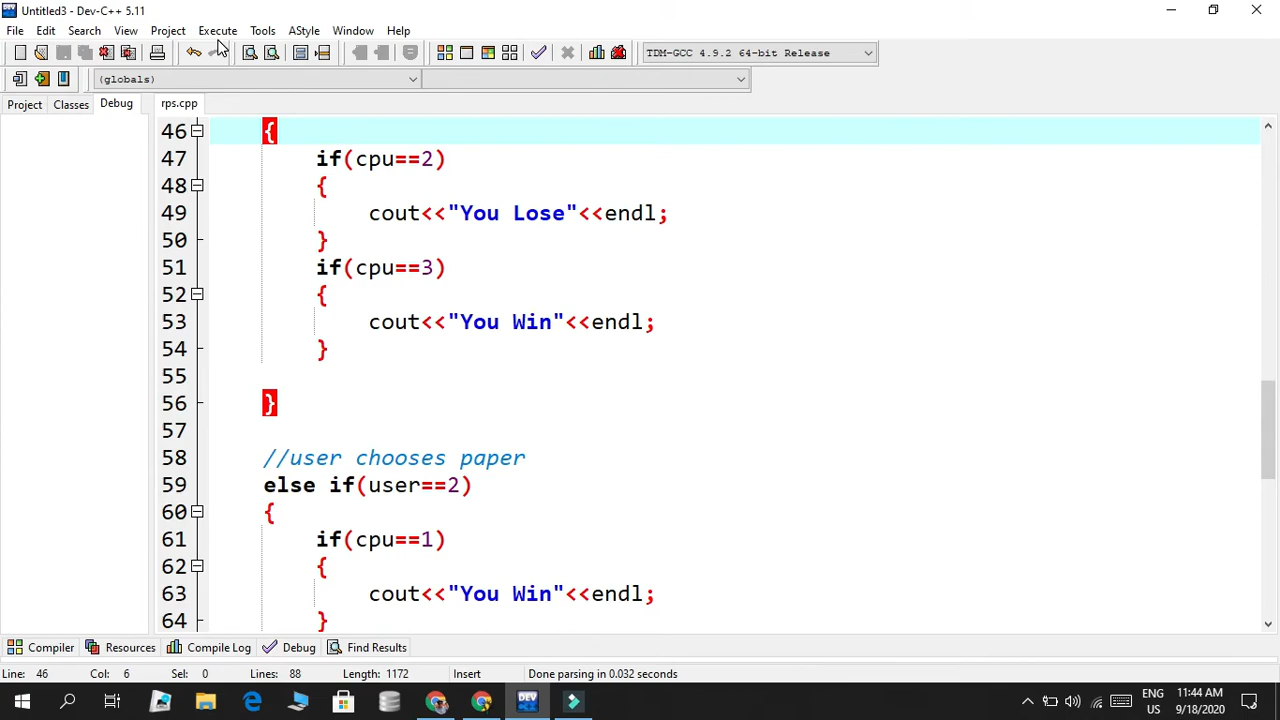 Untitled3 - Dev-C++ 5.11
File Edit Search View Project Execute Tools AStyle Window Help
TDM-GCC 4.9.2 64-bit Release
(globals)
Project Classes Debug rps.cpp
46 {
47 if(cpu==2)
48 {
49 cout<<"You Lose"<<endl;
50 }
51 if(cpu==3)
52 {
53 cout<<"You Win"<<endl;
54 }
55
56 }
57
58 //user chooses paper
59 else if(user==2)
60 {
61 if(cpu==1)
62 {
63 cout<<"You Win"<<endl;
64 }
Compiler Resources Compile Log Debug Find Results
Line: 46 Col: 6 Sel: 0 Lines: 88 Length: 1172 Insert Done parsing in 0.032 seconds
DEV
ENG 11:44 AM
US 9/18/2020